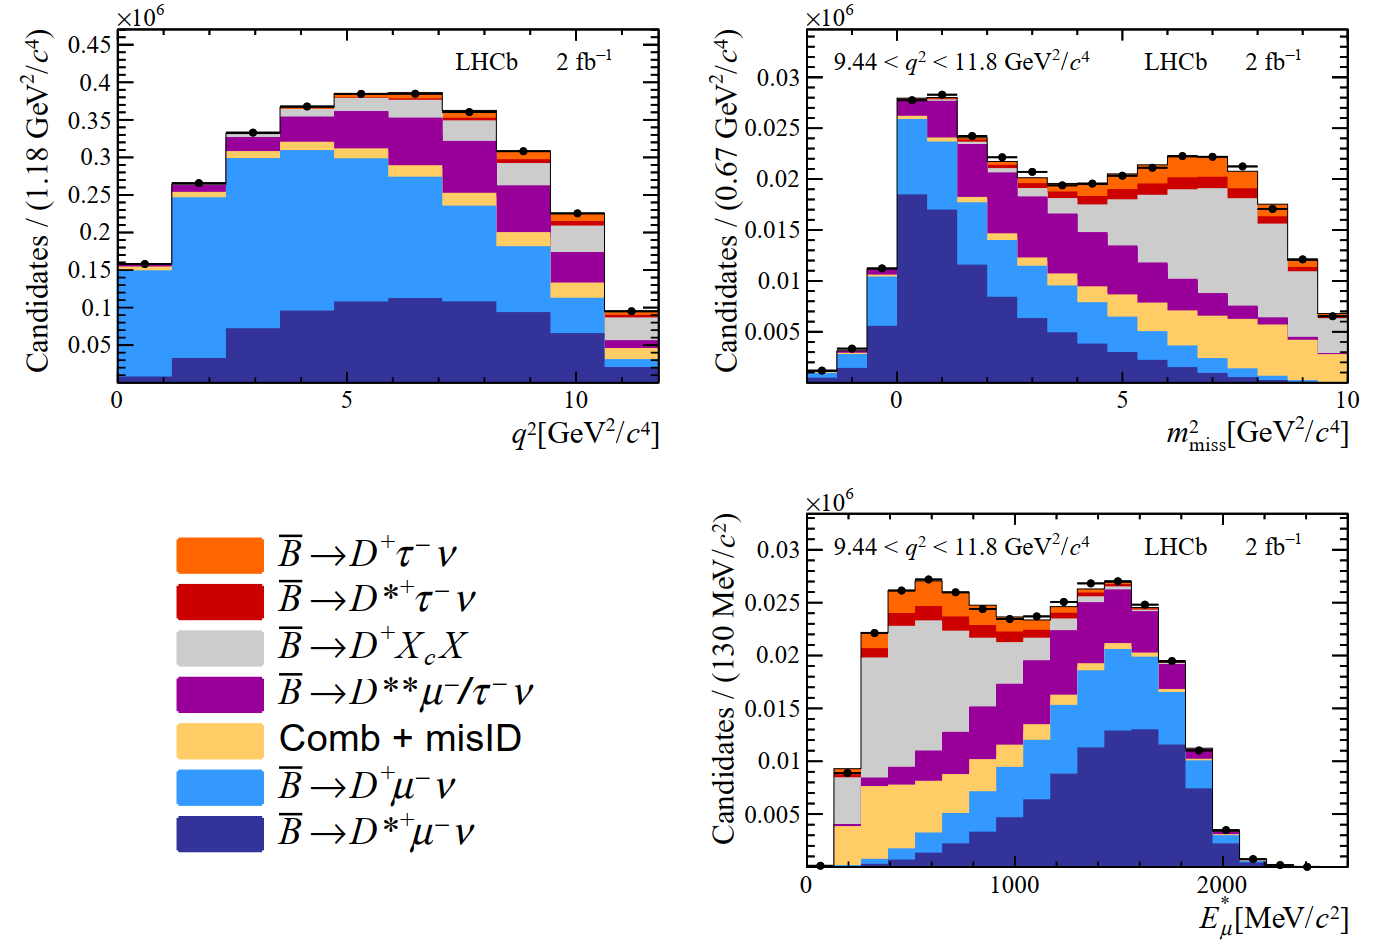 ×10⁶
Candidates / (1.18 GeV²/c⁴)
0.45
0.4
0.35
0.3
0.25
0.2
0.15
0.1
0.05
LHCb 2 fb⁻¹
0 5 10
q²[GeV²/c⁴]
×10⁶
Candidates / (0.67 GeV²/c⁴)
0.03
0.025
0.02
0.015
0.01
0.005
9.44 < q² < 11.8 GeV²/c⁴ LHCb 2 fb⁻¹
0 5 10
m²miss[GeV²/c⁴]
B̅→D⁺τ⁻ν
B̅→D*⁺τ⁻ν
B̅→D⁺X_cX
B̅→D**μ⁻/τ⁻ν
Comb + misID
B̅→D⁺μ⁻ν
B̅→D*⁺μ⁻ν
×10⁶
Candidates / (130 MeV/c²)
0.03
0.025
0.02
0.015
0.01
0.005
9.44 < q² < 11.8 GeV²/c⁴ LHCb 2 fb⁻¹
0 1000 2000
E*μ[MeV/c²]